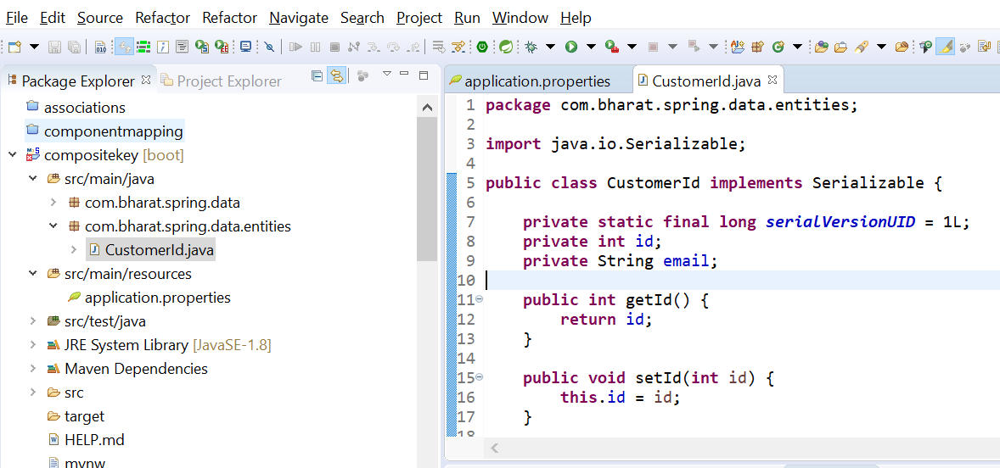 File Edit Source Refactor Refactor Navigate Search Project Run Window Help
Package Explorer Project Explorer
associations
componentmapping
compositekey [boot]
src/main/java
com.bharat.spring.data
com.bharat.spring.data.entities
CustomerId.java
src/main/resources
application.properties
src/test/java
JRE System Library [JavaSE-1.8]
Maven Dependencies
src
target
HELP.md
mvnw
application.properties CustomerId.java
1 package com.bharat.spring.data.entities;
2
3 import java.io.Serializable;
4
5 public class CustomerId implements Serializable {
6
7 private static final long serialVersionUID = 1L;
8 private int id;
9 private String email;
10
11 public int getId() {
12 return id;
13 }
14
15 public void setId(int id) {
16 this.id = id;
17 }
18